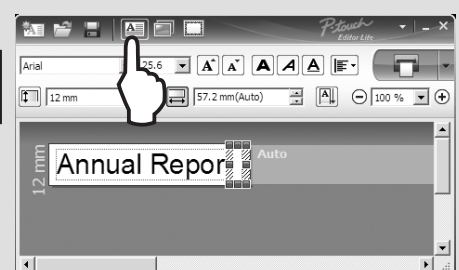 P-touch
Editor Lite
Arial 25.6 A A A A A
12 mm 57.2 mm(Auto) A 100 %
12 mm
Annual Repor
Auto